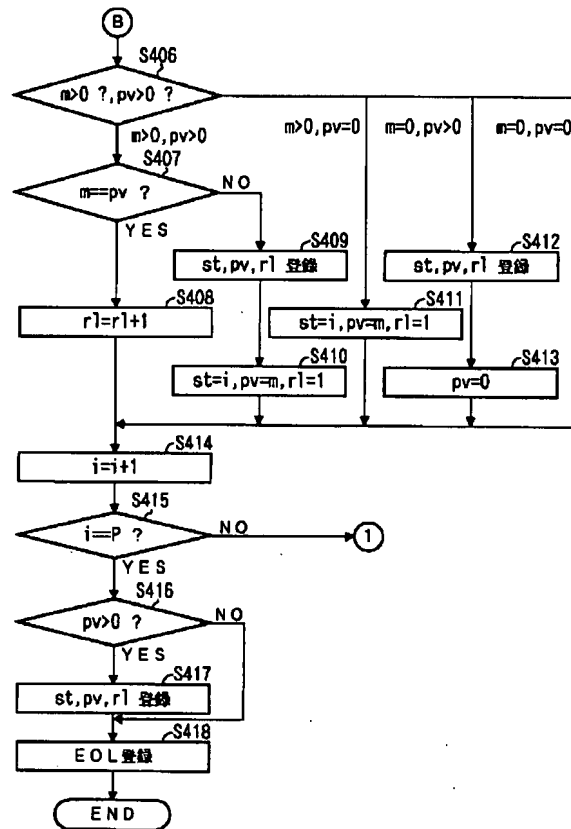 B
S406
m>0 ?,pv>0 ?
m>0,pv>0
m>0,pv=0
m=0,pv>0
m=0,pv=0
S407
m==pv ?
NO
YES
S409
st,pv,rl 登録
S412
st,pv,rl 登録
S408
rl=rl+1
S411
st=i,pv=m,rl=1
S410
st=i,pv=m,rl=1
S413
pv=0
S414
i=i+1
S415
i==P ?
NO
1
YES
S416
pv>0 ?
NO
YES
S417
st,pv,rl 登録
S418
EOL登録
END